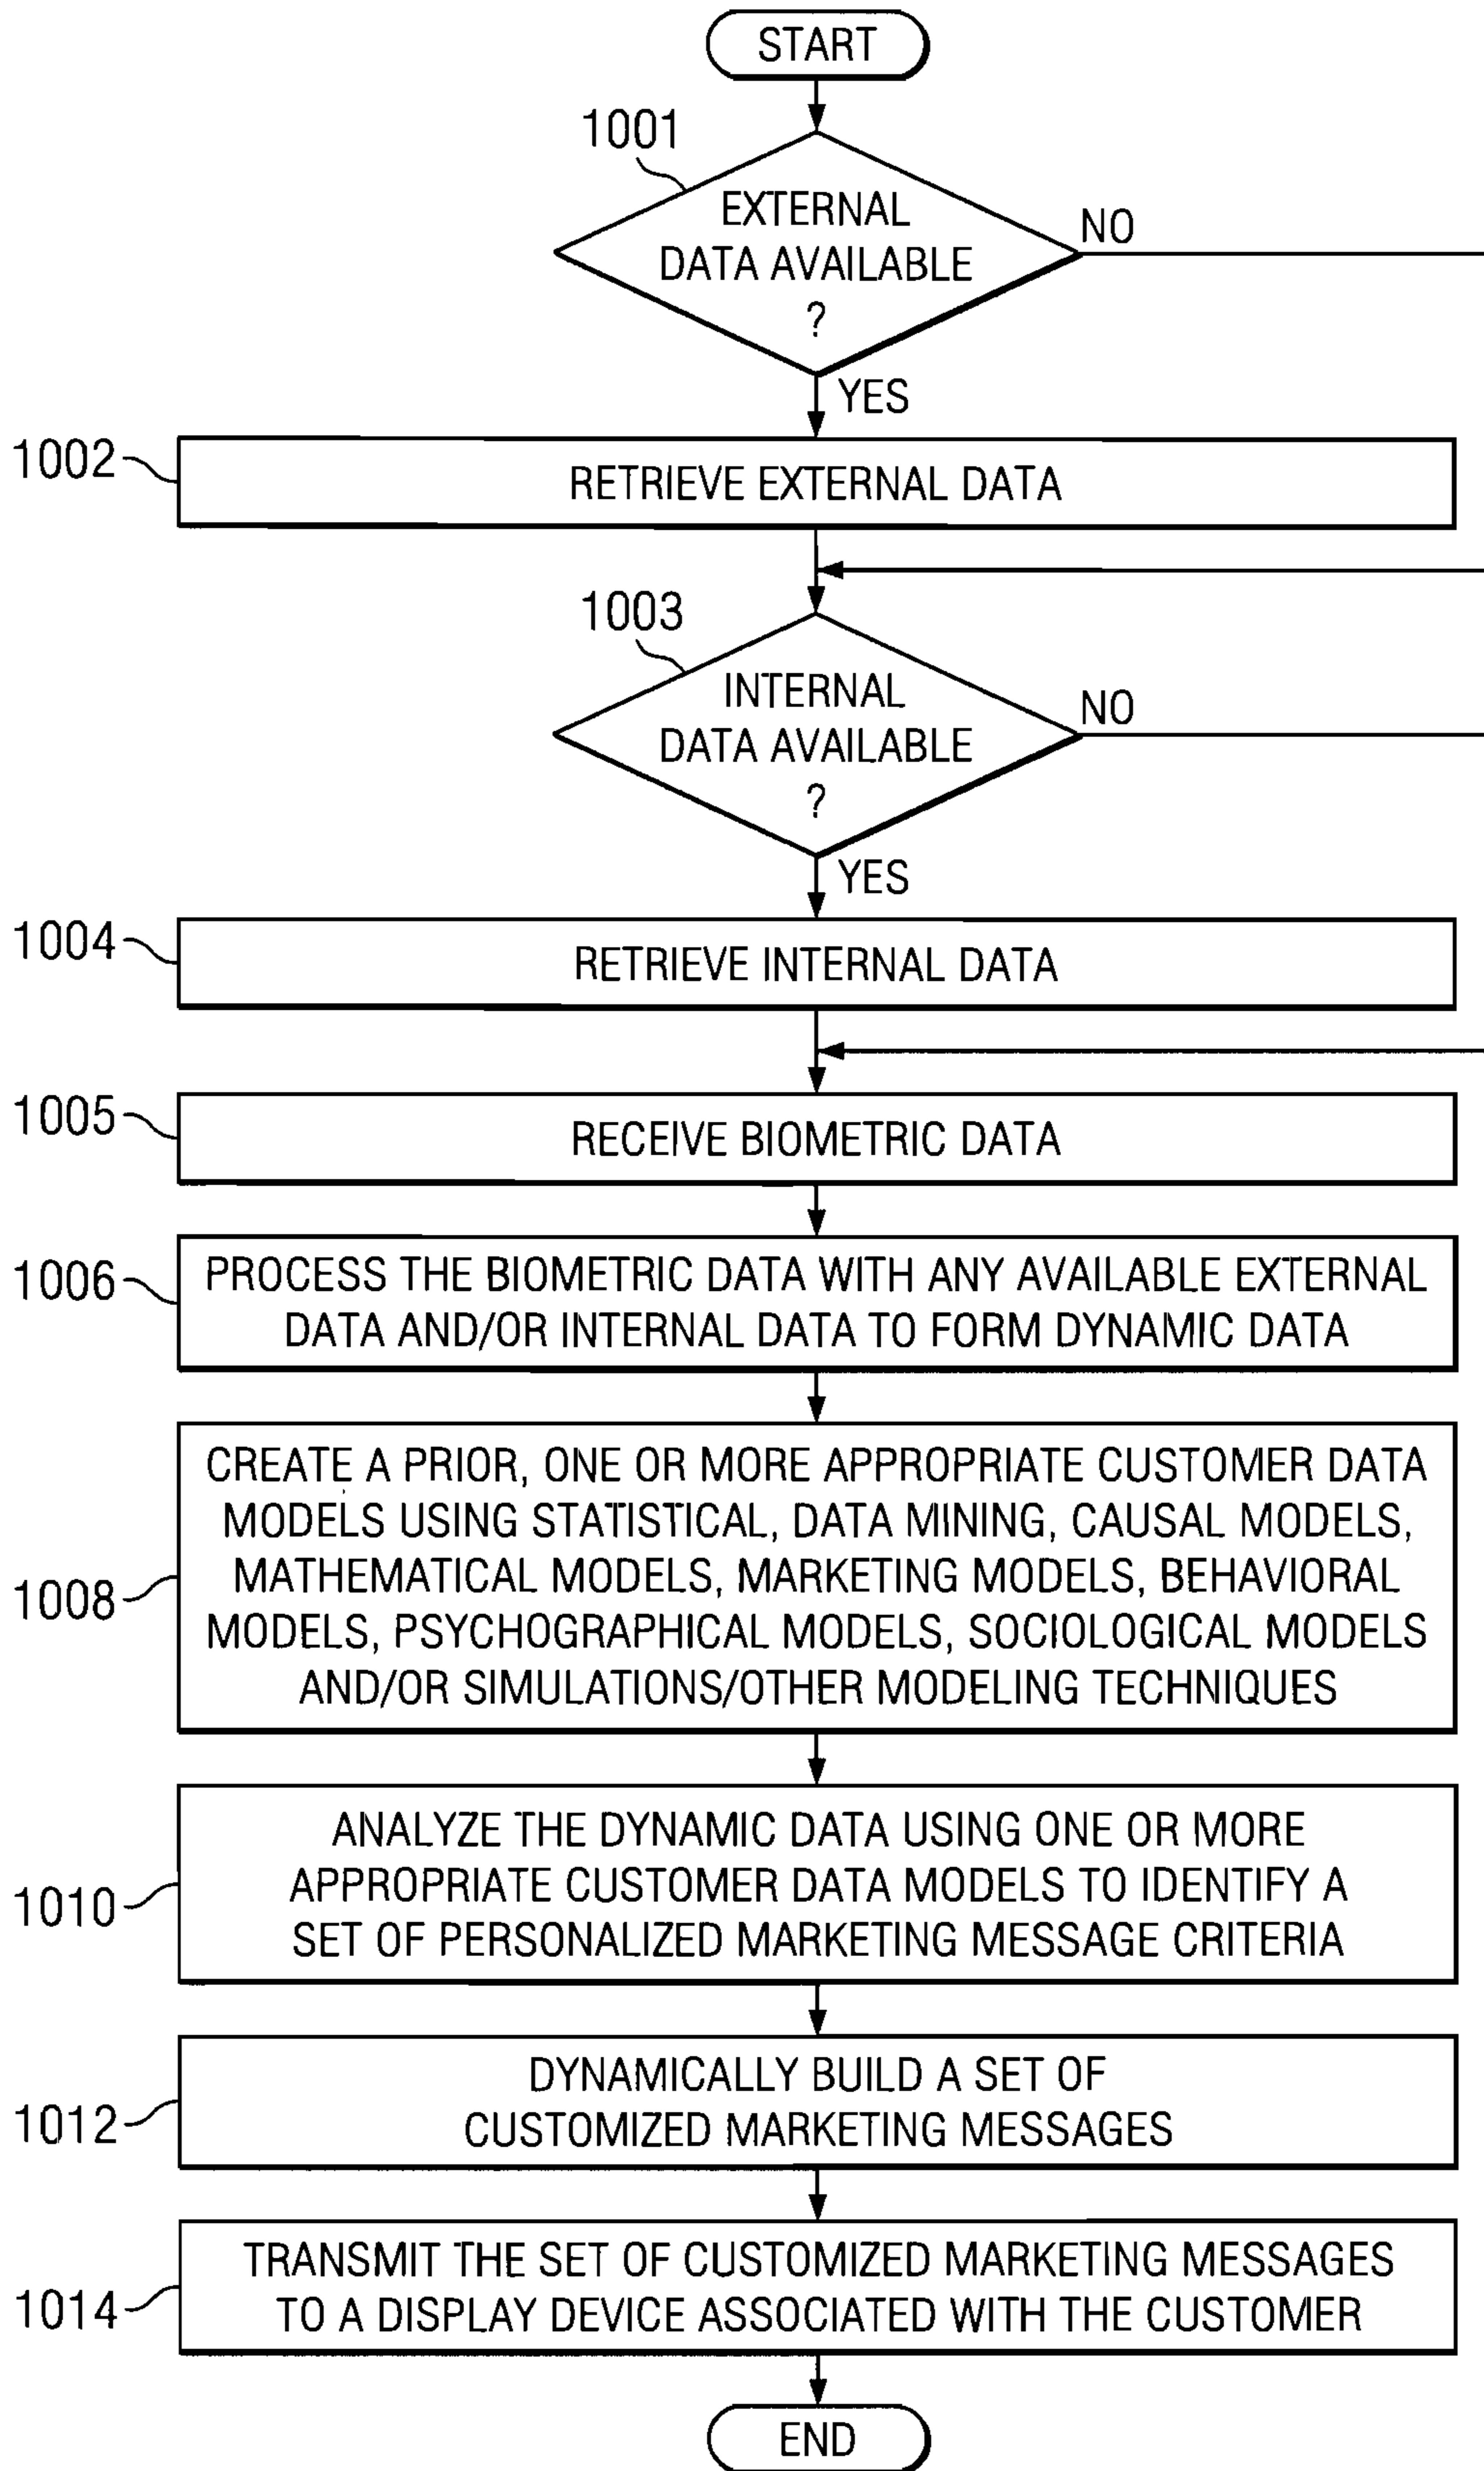 START
1001
EXTERNAL
DATA AVAILABLE
?
NO
YES
1002
RETRIEVE EXTERNAL DATA
1003
INTERNAL
DATA AVAILABLE
?
NO
YES
1004
RETRIEVE INTERNAL DATA
1005
RECEIVE BIOMETRIC DATA
1006
PROCESS THE BIOMETRIC DATA WITH ANY AVAILABLE EXTERNAL
DATA AND/OR INTERNAL DATA TO FORM DYNAMIC DATA
1008
CREATE A PRIOR, ONE OR MORE APPROPRIATE CUSTOMER DATA
MODELS USING STATISTICAL, DATA MINING, CAUSAL MODELS,
MATHEMATICAL MODELS, MARKETING MODELS, BEHAVIORAL
MODELS, PSYCHOGRAPHICAL MODELS, SOCIOLOGICAL MODELS
AND/OR SIMULATIONS/OTHER MODELING TECHNIQUES
1010
ANALYZE THE DYNAMIC DATA USING ONE OR MORE
APPROPRIATE CUSTOMER DATA MODELS TO IDENTIFY A
SET OF PERSONALIZED MARKETING MESSAGE CRITERIA
1012
DYNAMICALLY BUILD A SET OF
CUSTOMIZED MARKETING MESSAGES
1014
TRANSMIT THE SET OF CUSTOMIZED MARKETING MESSAGES
TO A DISPLAY DEVICE ASSOCIATED WITH THE CUSTOMER
END